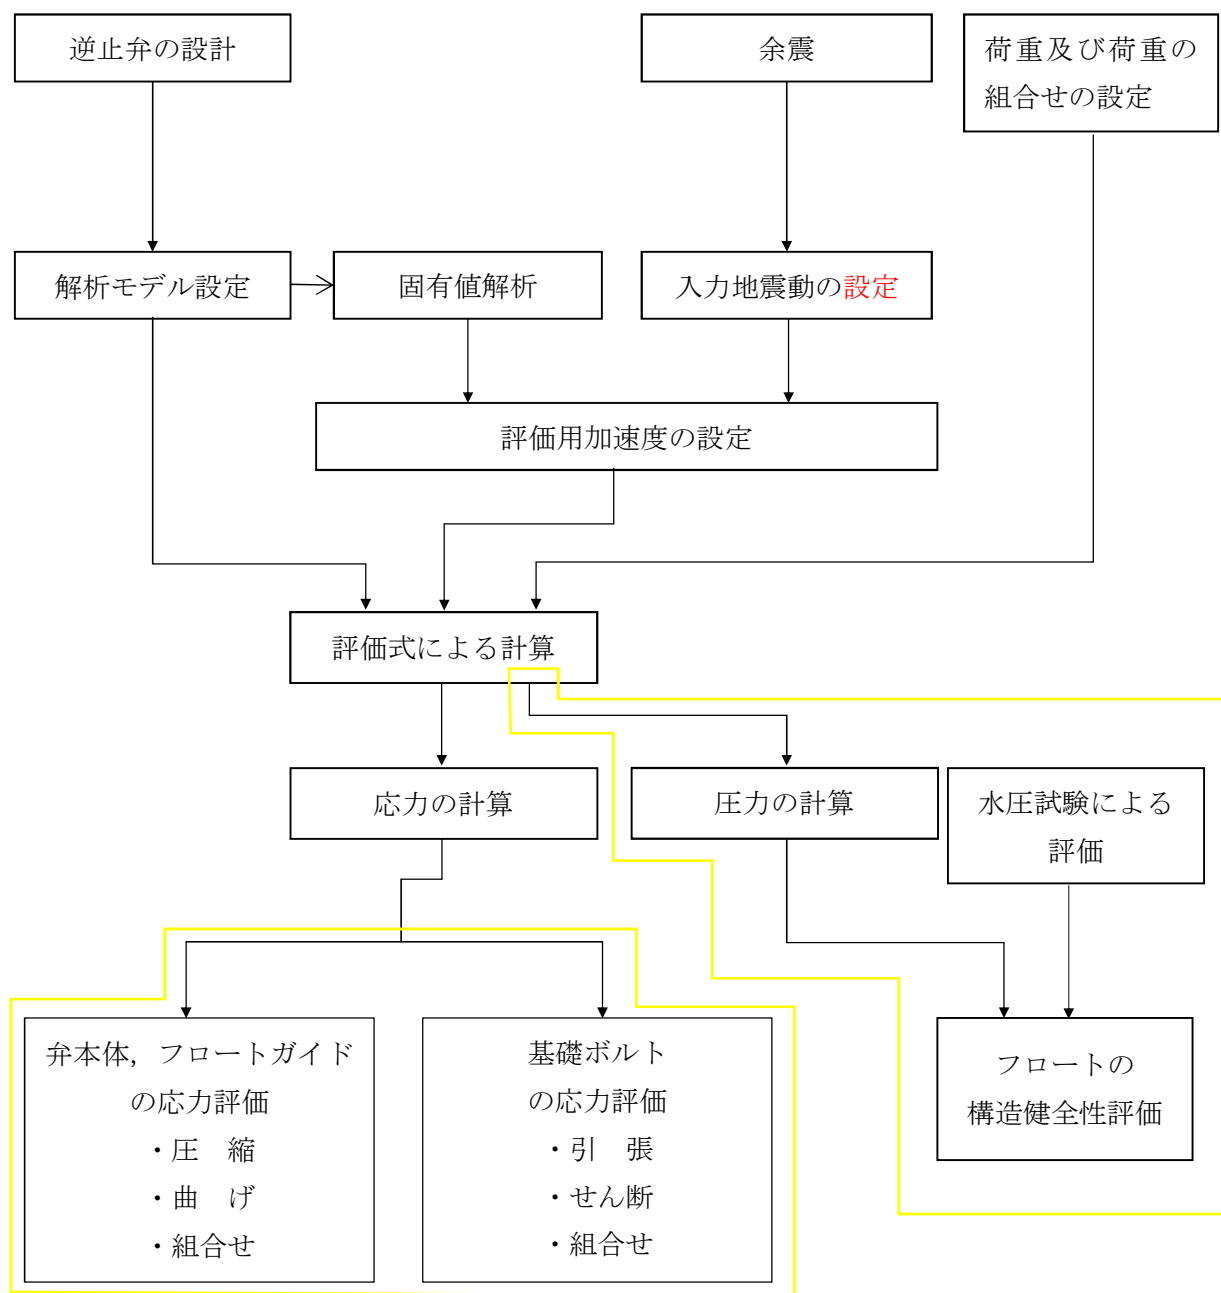 逆止弁の設計
余震
荷重及び荷重の
組合せの設定
解析モデル設定
固有値解析
入力地震動の設定
評価用加速度の設定
評価式による計算
応力の計算
圧力の計算
水圧試験による
評価
弁本体，フロートガイド
の応力評価
・圧　縮
・曲　げ
・組合せ
基礎ボルト
の応力評価
・引　張
・せん断
・組合せ
フロートの
構造健全性評価